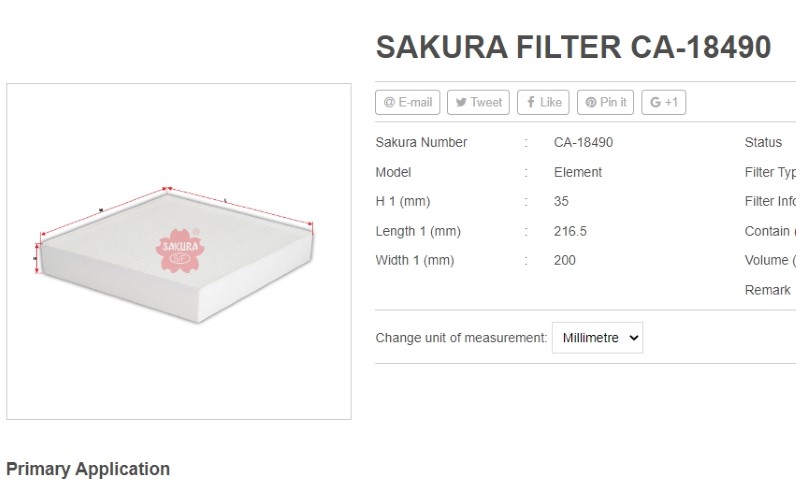 SAKURA FILTER CA-18490
@ E-mail
Tweet
Like
Pin it
G +1
Sakura Number : CA-18490 Status
Model : Element Filter Typ
H 1 (mm) : 35 Filter Info
Length 1 (mm) : 216.5 Contain (
Width 1 (mm) : 200 Volume (
Remark
Change unit of measurement: Millimetre
L
SAKURA
S/F
Primary Application